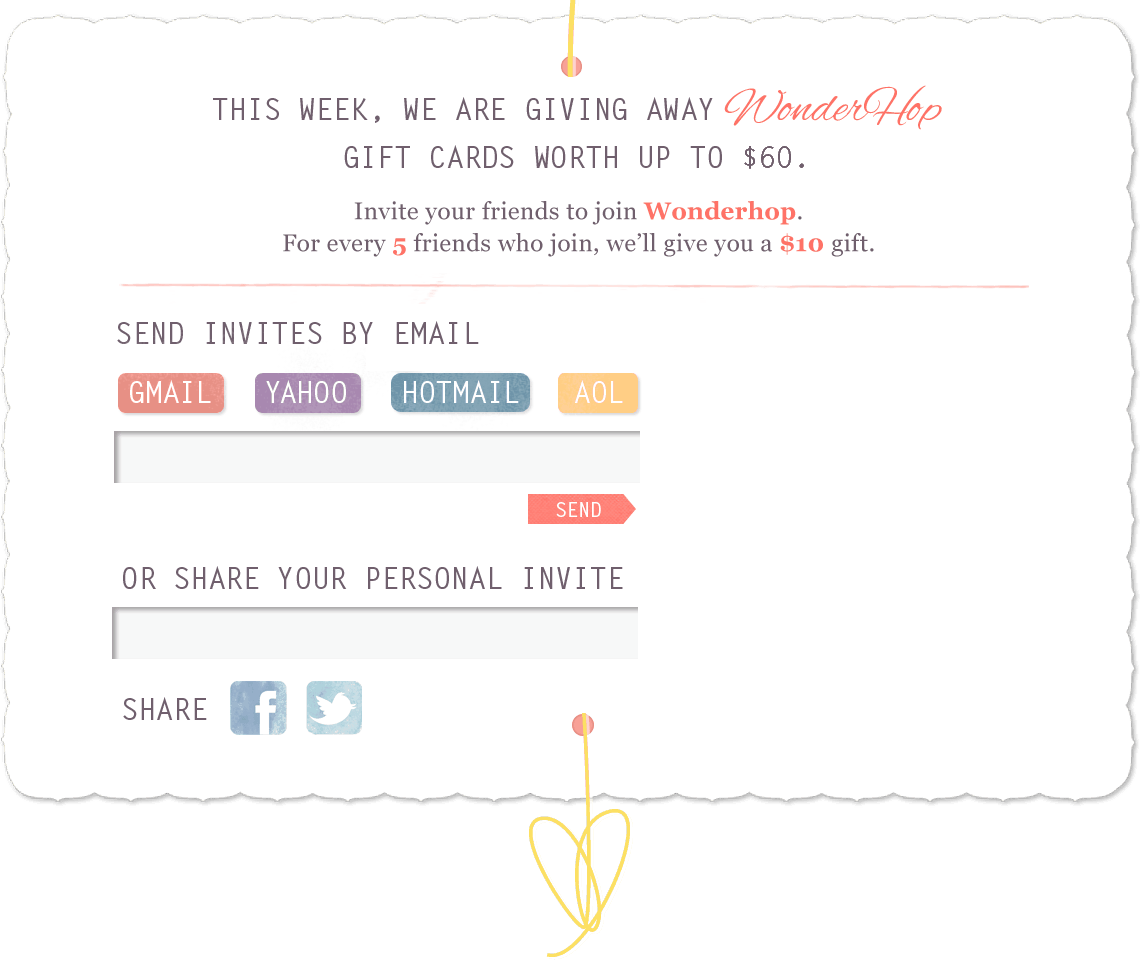 THIS WEEK, WE ARE GIVING AWAY WonderHop
GIFT CARDS WORTH UP TO $60.
Invite your friends to join Wonderhop.
For every 5 friends who join, we’ll give you a $10 gift.
SEND INVITES BY EMAIL
GMAIL YAHOO HOTMAIL AOL
SEND
OR SHARE YOUR PERSONAL INVITE
SHARE f